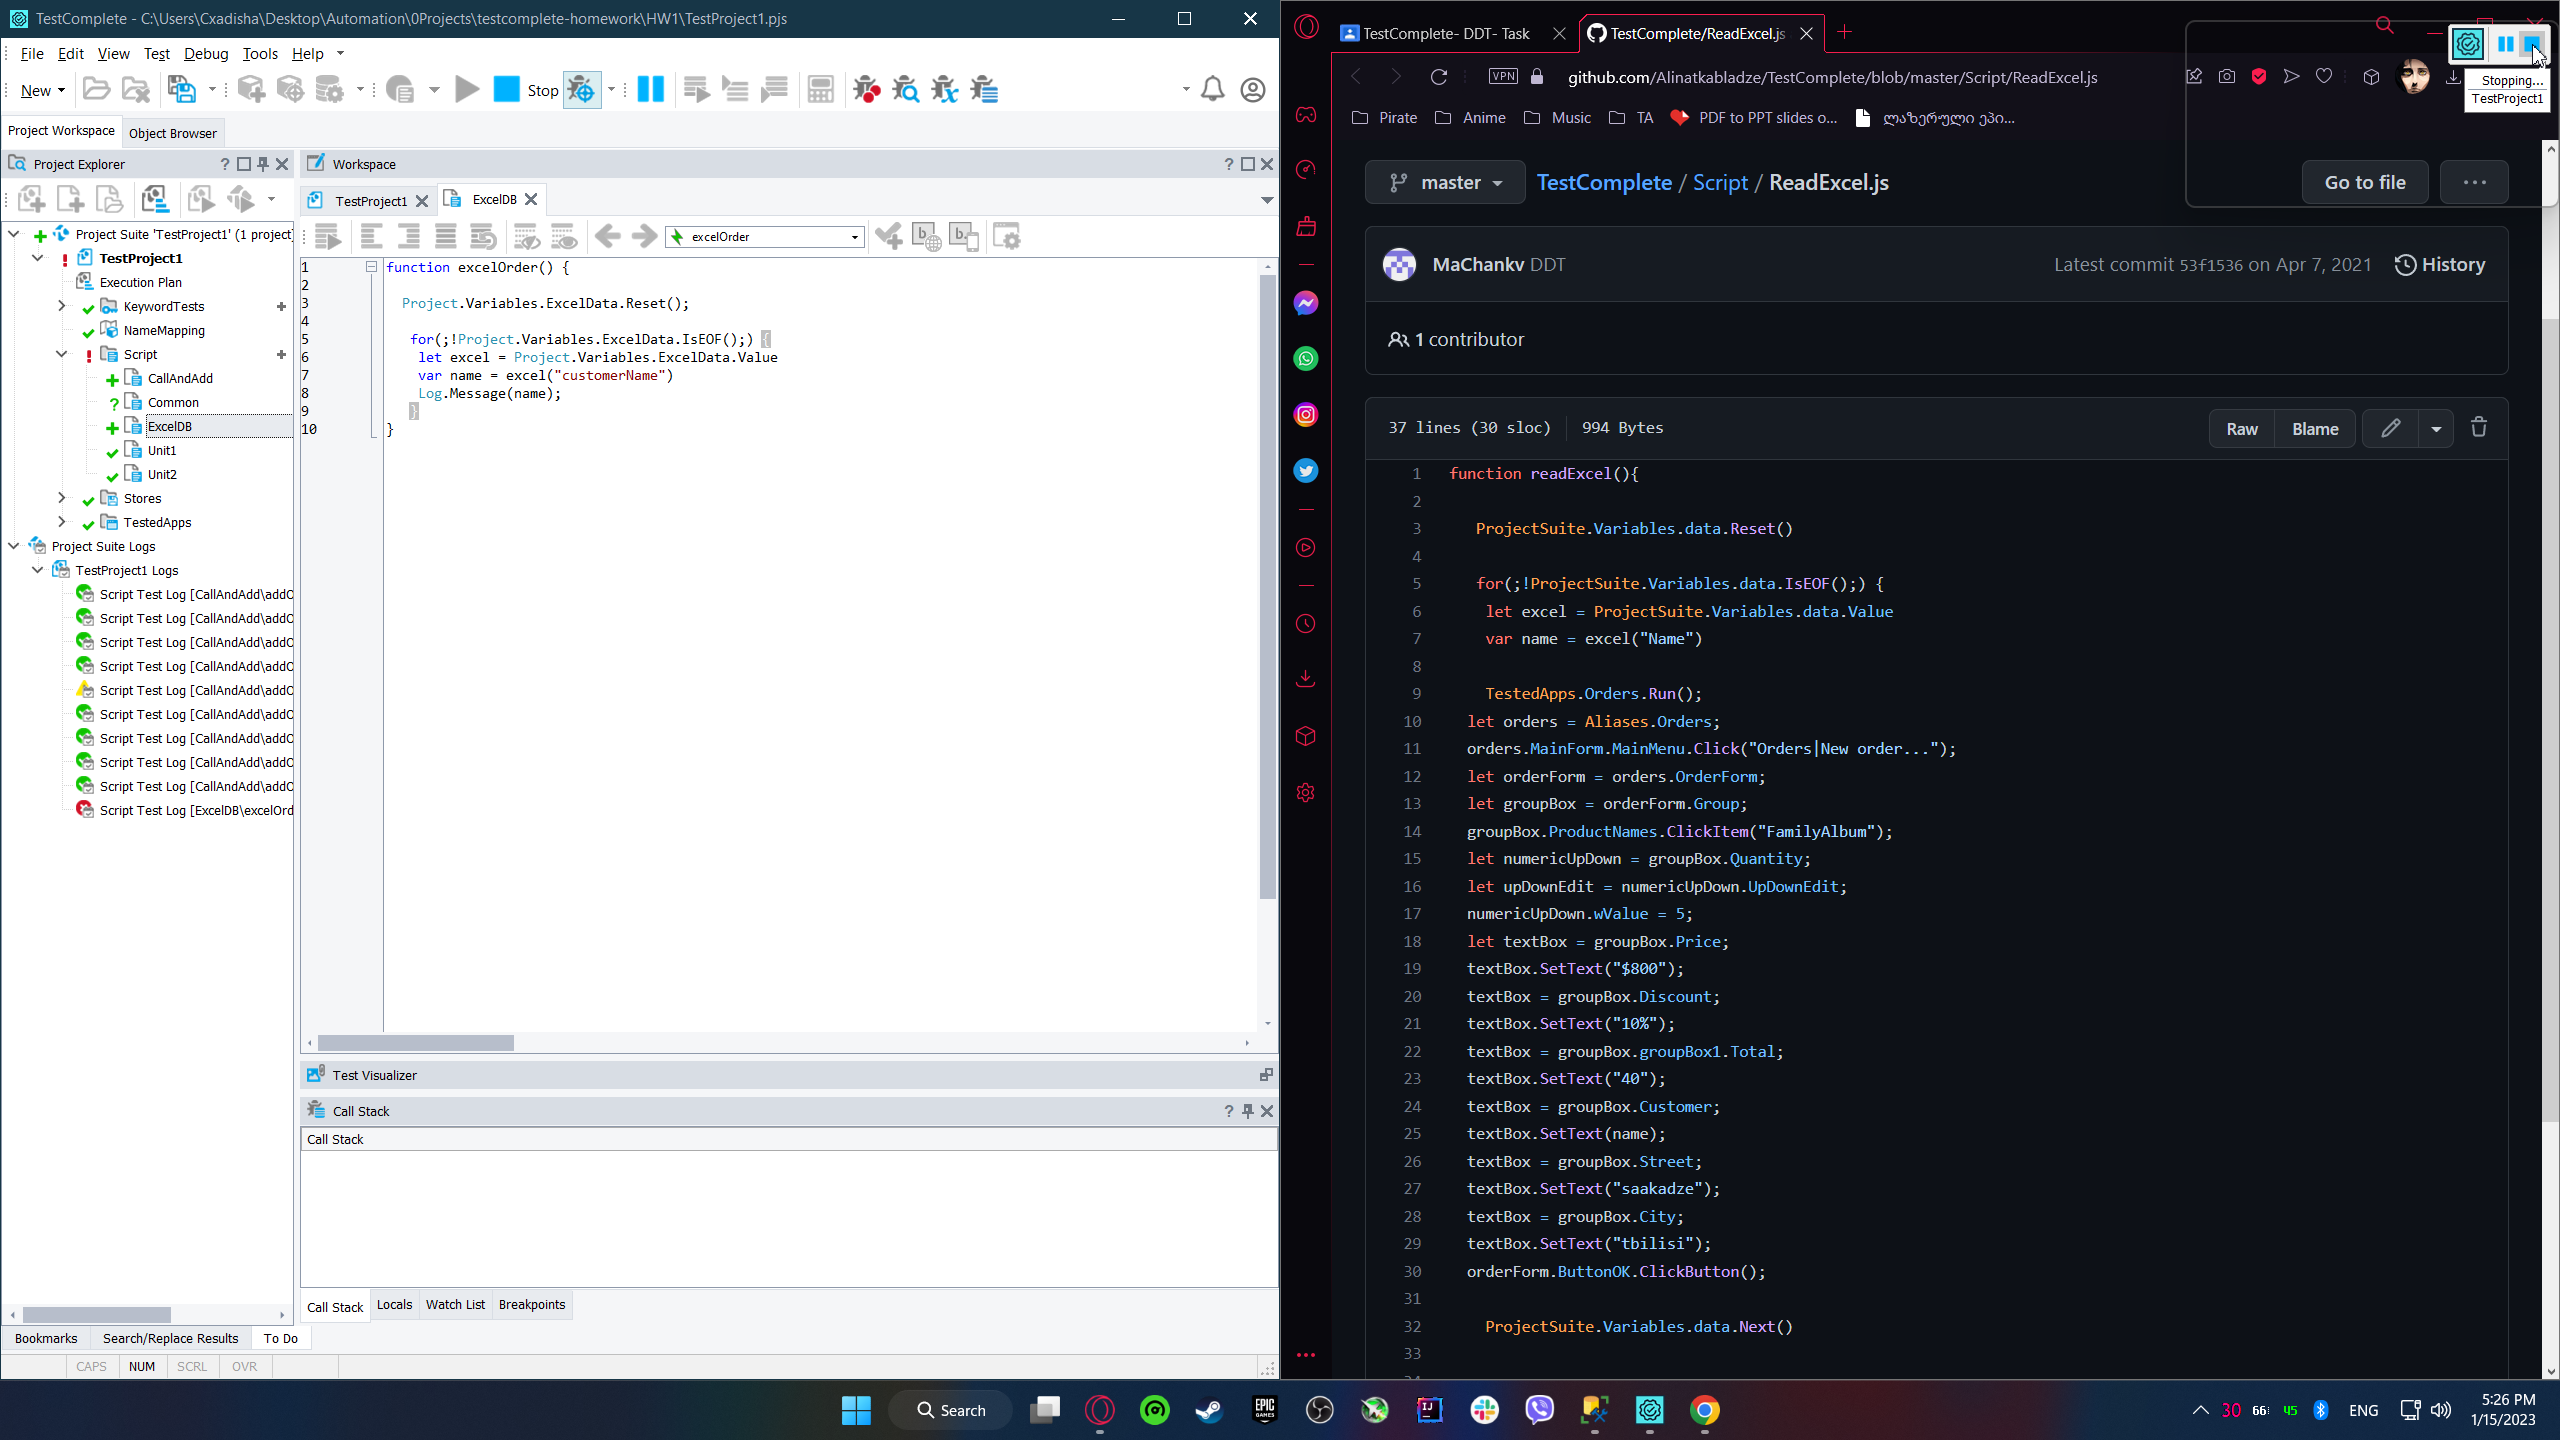 TestComplete - C:\Users\Cxadisha\Desktop\Automation\0Projects\testcomplete-homework\HW1\TestProject1.pjs
File Edit View Test Debug Tools Help
New Stop
Project Workspace Object Browser
Project Explorer ?
Project Suite 'TestProject1' (1 project
TestProject1
Execution Plan
KeywordTests
NameMapping
Script
CallAndAdd
Common
ExcelDB
Unit1
Unit2
Stores
TestedApps
Project Suite Logs
TestProject1 Logs
Script Test Log [CallAndAdd\addO
Script Test Log [CallAndAdd\addO
Script Test Log [CallAndAdd\addO
Script Test Log [CallAndAdd\addO
Script Test Log [CallAndAdd\addO
Script Test Log [CallAndAdd\addO
Script Test Log [CallAndAdd\addO
Script Test Log [CallAndAdd\addO
Script Test Log [CallAndAdd\addO
Script Test Log [ExcelDB\excelOrd
Workspace ?
TestProject1 ExcelDB
excelOrder
1 function excelOrder() {
2
3 Project.Variables.ExcelData.Reset();
4
5 for(;!Project.Variables.ExcelData.IsEOF();) {
6 let excel = Project.Variables.ExcelData.Value
7 var name = excel("customerName")
8 Log.Message(name);
9 }
10 }
Test Visualizer
Call Stack ?
Call Stack
Call Stack Locals Watch List Breakpoints
Bookmarks Search/Replace Results To Do
CAPS NUM SCRL OVR
TestComplete- DDT- Task TestComplete/ReadExcel.js
VPN github.com/Alinatkabladze/TestComplete/blob/master/Script/ReadExcel.js
Stopping...
TestProject1
Pirate Anime Music TA PDF to PPT slides o... ლაზერული ეპი...
master TestComplete / Script / ReadExcel.js Go to file ...
MaChankv DDT Latest commit 53f1536 on Apr 7, 2021 History
1 contributor
37 lines (30 sloc) 994 Bytes Raw Blame
1 function readExcel(){
2
3 ProjectSuite.Variables.data.Reset()
4
5 for(;!ProjectSuite.Variables.data.IsEOF();) {
6 let excel = ProjectSuite.Variables.data.Value
7 var name = excel("Name")
8
9 TestedApps.Orders.Run();
10 let orders = Aliases.Orders;
11 orders.MainForm.MainMenu.Click("Orders|New order...");
12 let orderForm = orders.OrderForm;
13 let groupBox = orderForm.Group;
14 groupBox.ProductNames.ClickItem("FamilyAlbum");
15 let numericUpDown = groupBox.Quantity;
16 let upDownEdit = numericUpDown.UpDownEdit;
17 numericUpDown.wValue = 5;
18 let textBox = groupBox.Price;
19 textBox.SetText("$800");
20 textBox = groupBox.Discount;
21 textBox.SetText("10%");
22 textBox = groupBox.groupBox1.Total;
23 textBox.SetText("40");
24 textBox = groupBox.Customer;
25 textBox.SetText(name);
26 textBox = groupBox.Street;
27 textBox.SetText("saakadze");
28 textBox = groupBox.City;
29 textBox.SetText("tbilisi");
30 orderForm.ButtonOK.ClickButton();
31
32 ProjectSuite.Variables.data.Next()
33
Search
EPIC GAMES
IJ
30 66 45 ENG
5:26 PM
1/15/2023